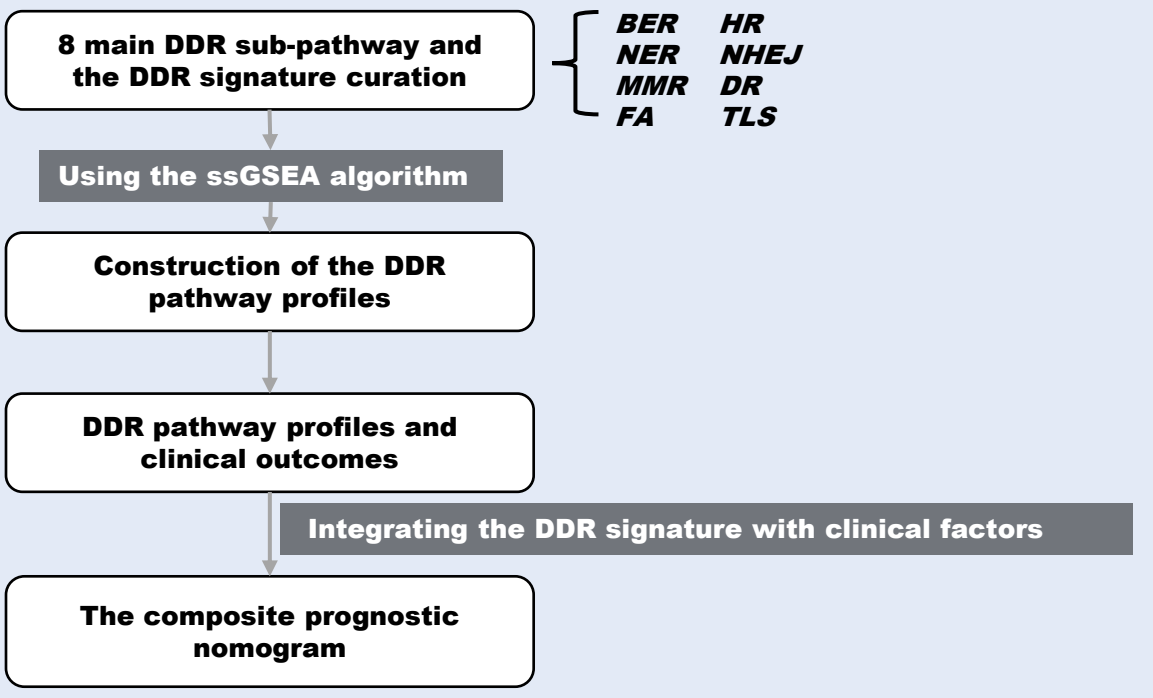 8 main DDR sub-pathway and
the DDR signature curation
BER HR
NER NHEJ
MMR DR
FA TLS
Using the ssGSEA algorithm
Construction of the DDR
pathway profiles
DDR pathway profiles and
clinical outcomes
Integrating the DDR signature with clinical factors
The composite prognostic
nomogram